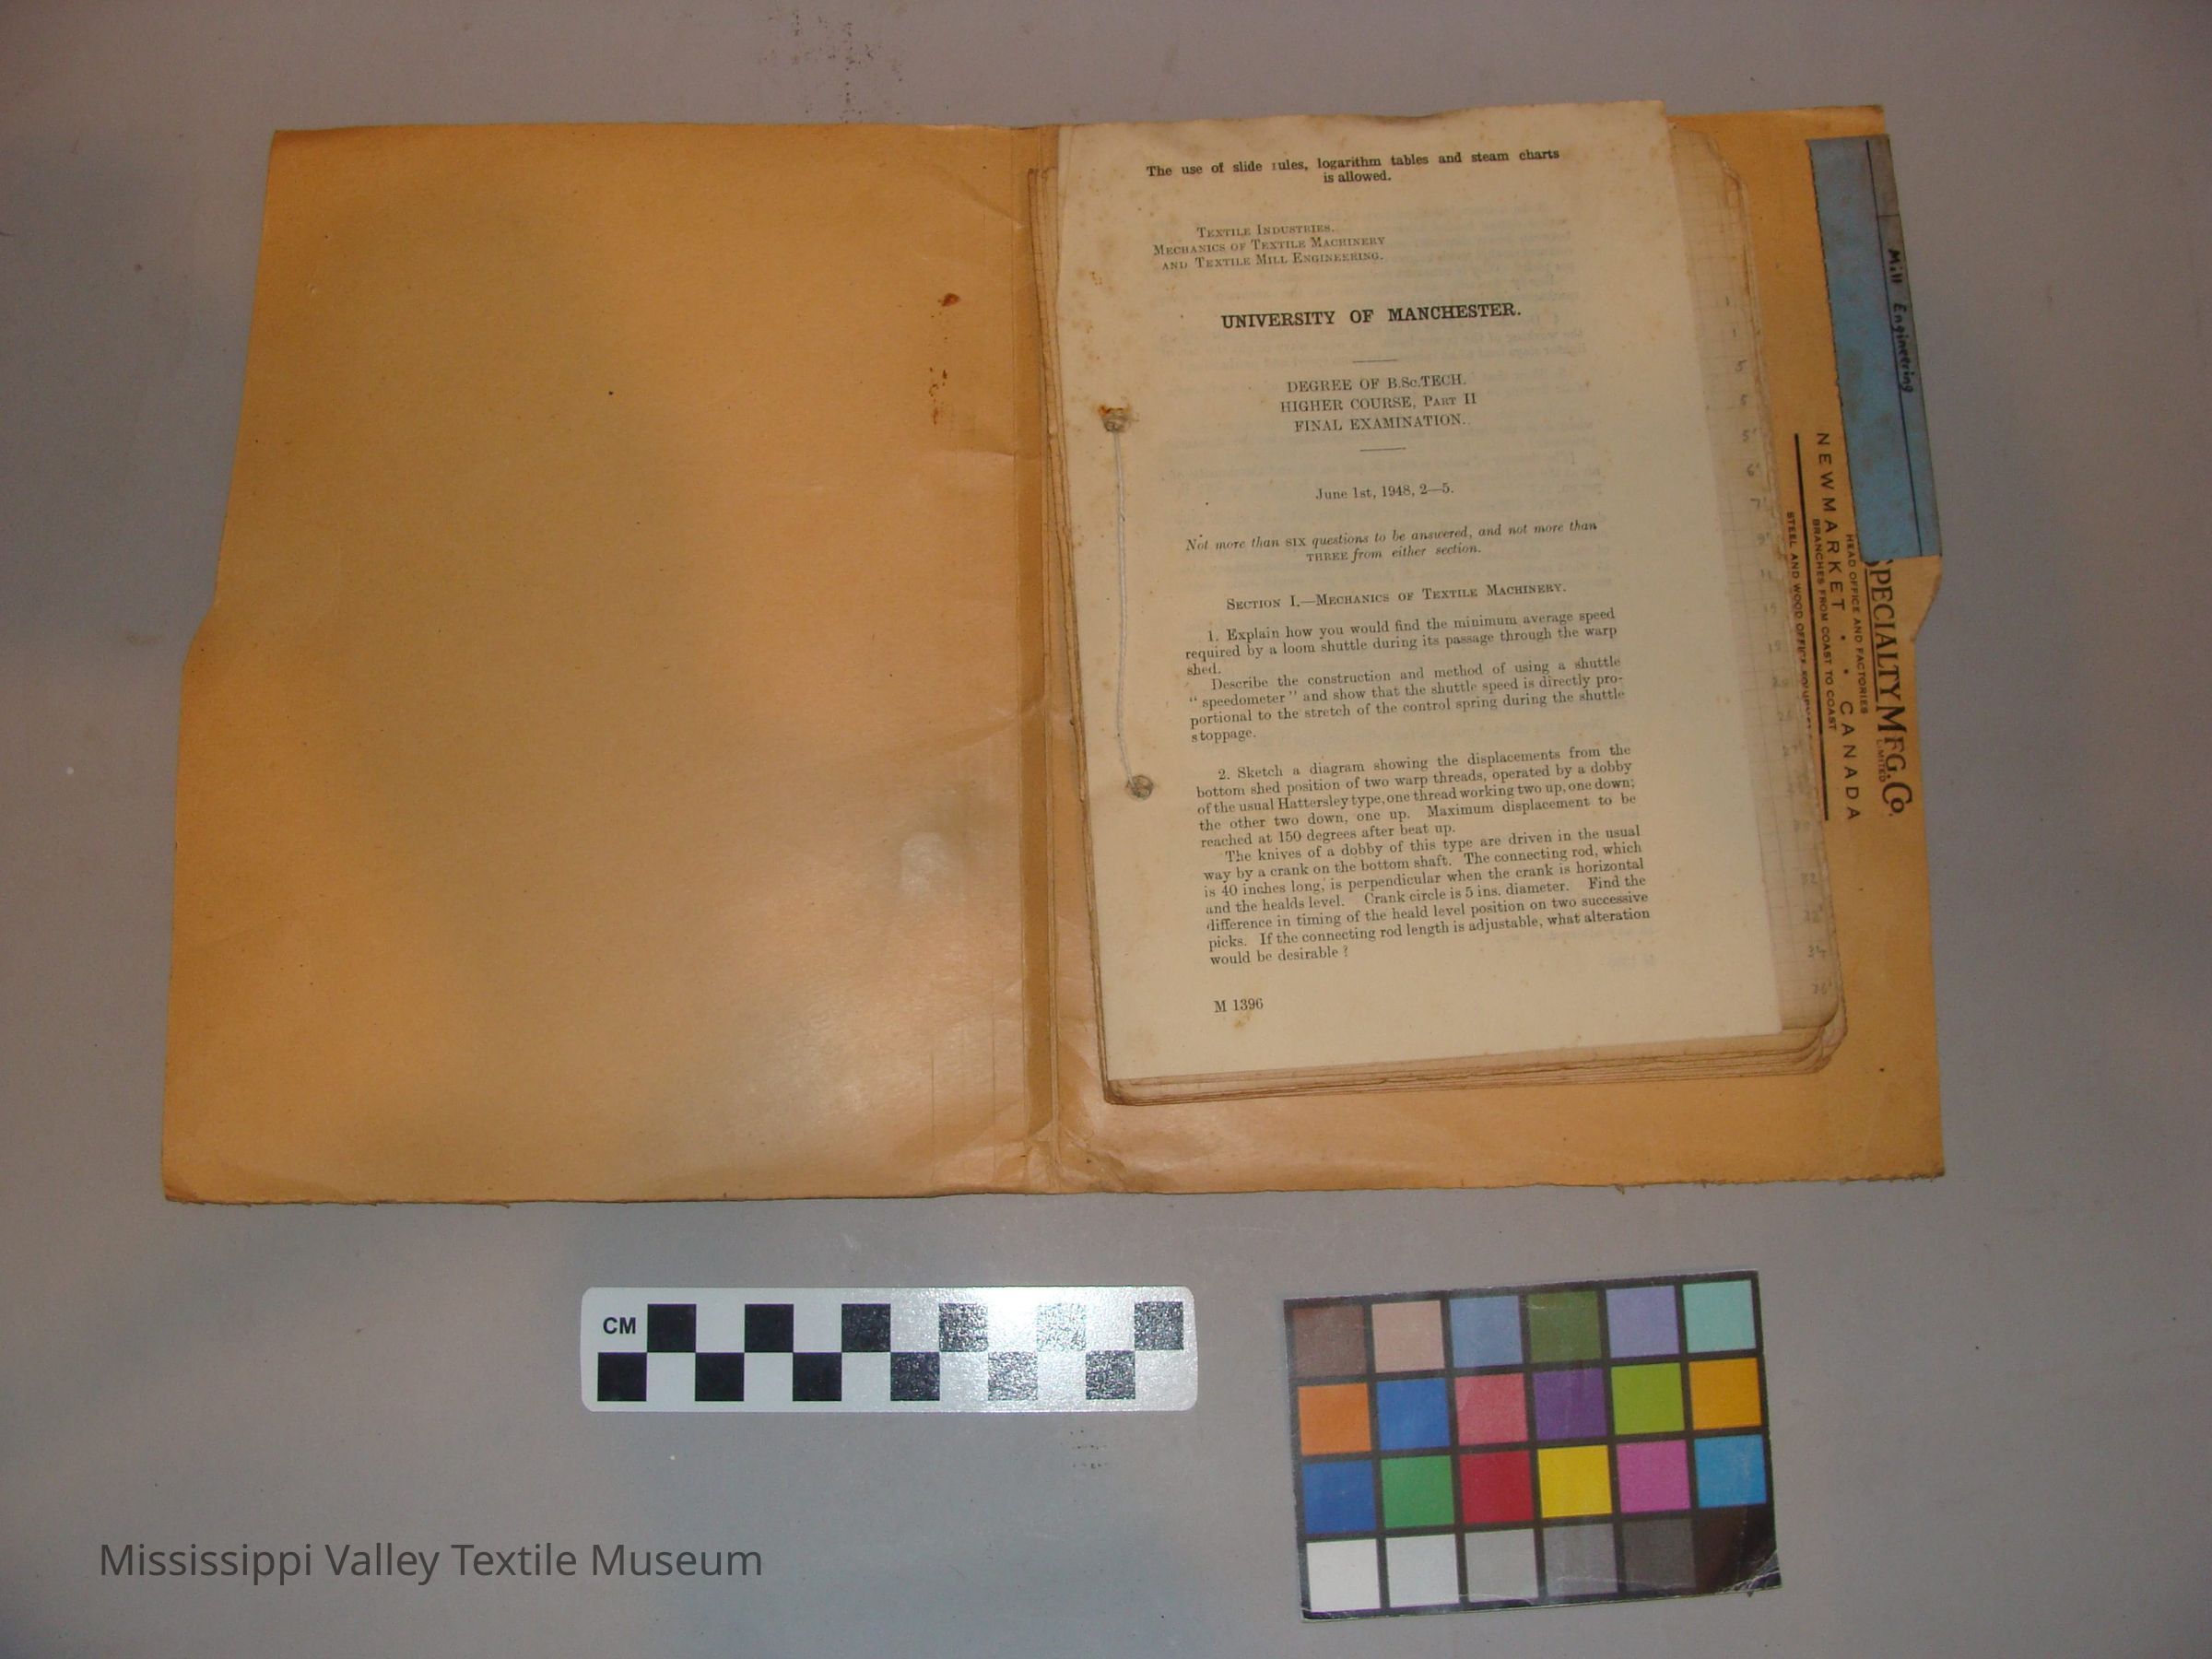 The use of slide rules, logarithm tables and steam charts
is allowed.
TEXTILE INDUSTRIES.
MECHANICS OF TEXTILE MACHINERY
AND TEXTILE MILL ENGINEERING.
UNIVERSITY OF MANCHESTER.
DEGREE OF B.Sc.TECH.
HIGHER COURSE, PART II
FINAL EXAMINATION.
June 1st, 1948, 2—5.
Not more than SIX questions to be answered, and not more than
THREE from either section.
SECTION I.—MECHANICS OF TEXTILE MACHINERY.
1. Explain how you would find the minimum average speed
required by a loom shuttle during its passage through the warp
shed.
Describe the construction and method of using a shuttle
“ speedometer ” and show that the shuttle speed is directly pro-
portional to the stretch of the control spring during the shuttle
stoppage.
2. Sketch a diagram showing the displacements from the
bottom shed position of two warp threads, operated by a dobby
of the usual Hattersley type, one thread working two up, one down;
the other two down, one up. Maximum displacement to be
reached at 150 degrees after beat up.
The knives of a dobby of this type are driven in the usual
way by a crank on the bottom shaft. The connecting rod, which
is 40 inches long, is perpendicular when the crank is horizontal
and the healds level. Crank circle is 5 ins. diameter. Find the
difference in timing of the heald level position on two successive
picks. If the connecting rod length is adjustable, what alteration
would be desirable ?
M 1396
Mill Engineering
SPECIALTY MFG. CO.
LIMITED
HEAD OFFICE AND FACTORIES
NEWMARKET • • CANADA
BRANCHES FROM COAST TO COAST
STEEL AND WOOD OFFICE EQUIPMENT
CM
Mississippi Valley Textile Museum